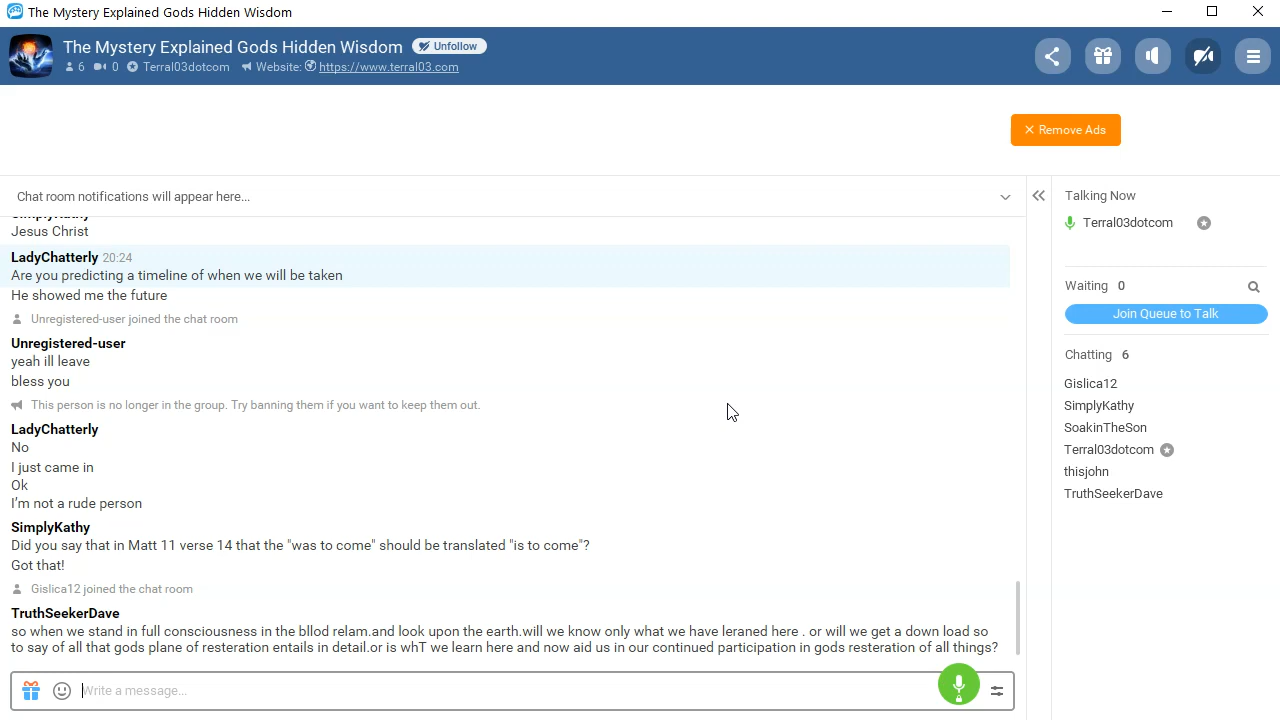 The Mystery Explained Gods Hidden Wisdom
The Mystery Explained Gods Hidden Wisdom Unfollow
6 0 Terral03dotcom Website: https://www.terral03.com
Remove Ads
Chat room notifications will appear here...
SimplyKathy
Jesus Christ
LadyChatterly 20:24
Are you predicting a timeline of when we will be taken
He showed me the future
Unregistered-user joined the chat room
Unregistered-user
yeah ill leave
bless you
This person is no longer in the group. Try banning them if you want to keep them out.
LadyChatterly
No
I just came in
Ok
I'm not a rude person
SimplyKathy
Did you say that in Matt 11 verse 14 that the "was to come" should be translated "is to come"?
Got that!
Gislica12 joined the chat room
TruthSeekerDave
so when we stand in full consciousness in the bllod relam.and look upon the earth.will we know only what we have leraned here . or will we get a down load so
to say of all that gods plane of resteration entails in detail.or is whT we learn here and now aid us in our continued participation in gods resteration of all things?
Write a message...
Talking Now
Terral03dotcom
Waiting 0
Join Queue to Talk
Chatting 6
Gislica12
SimplyKathy
SoakinTheSon
Terral03dotcom
thisjohn
TruthSeekerDave